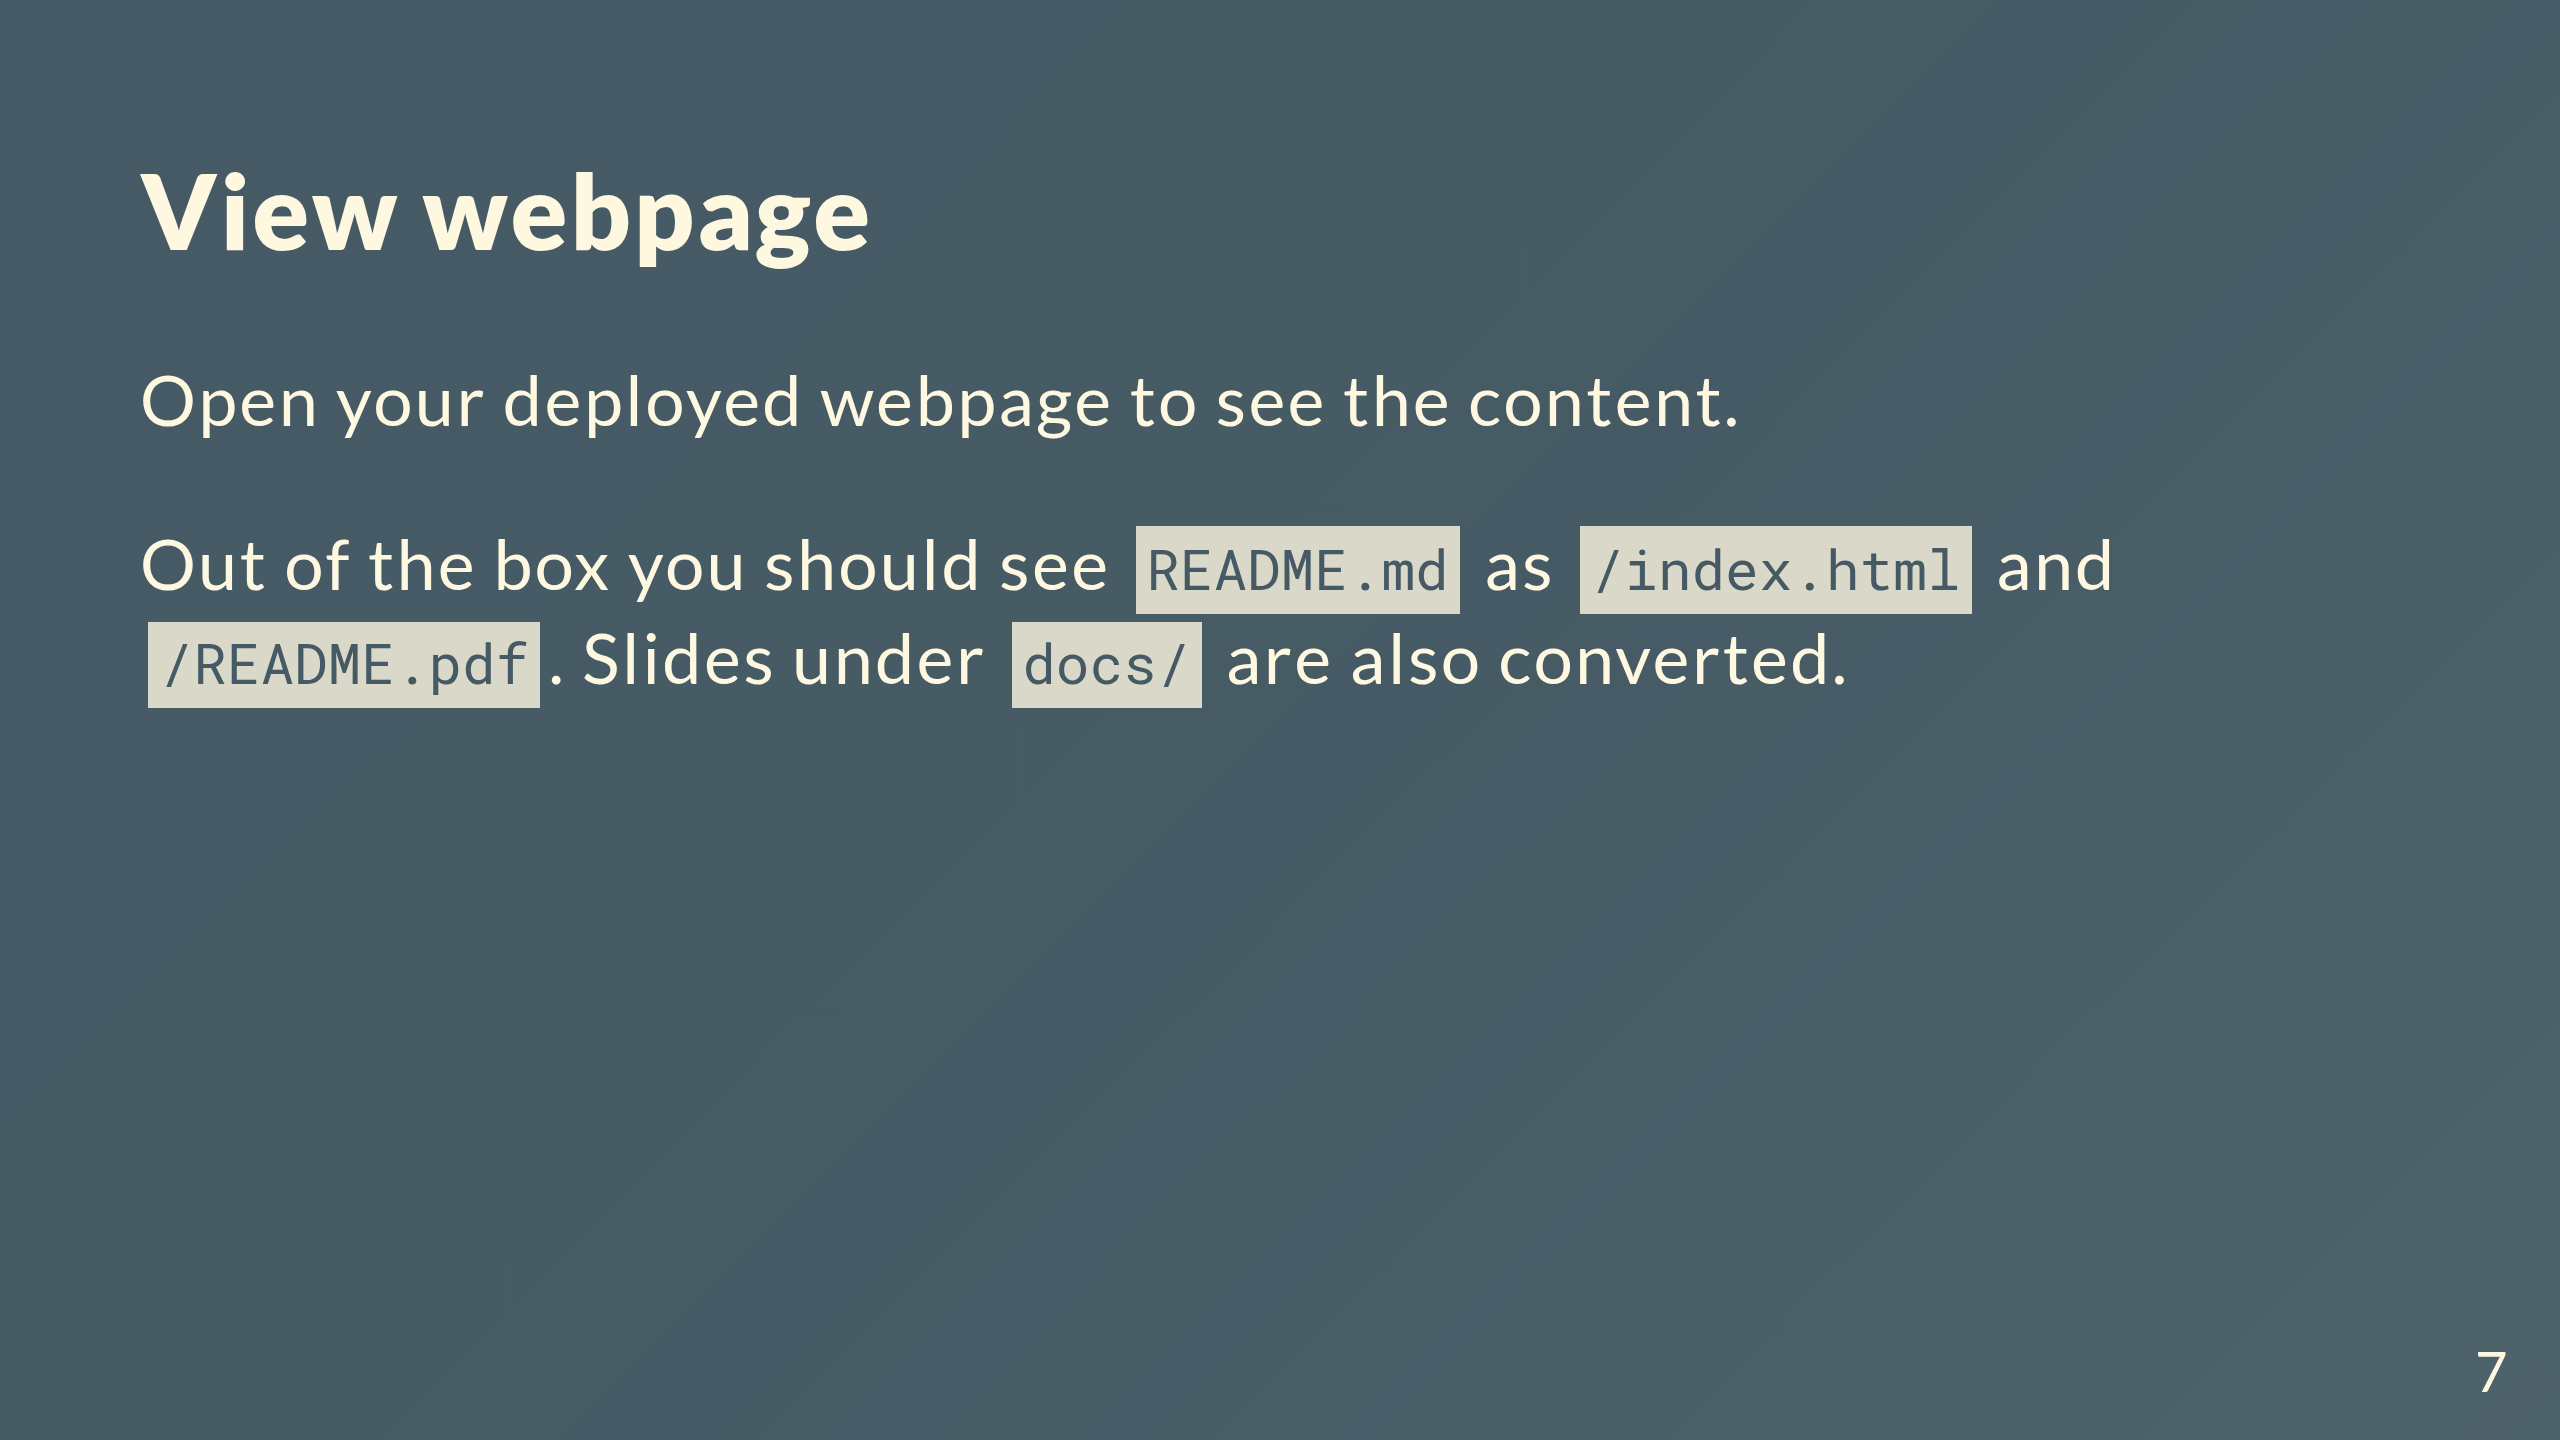 View webpage
Open your deployed webpage to see the content.
Out of the box you should see README.md as /index.html and
/README.pdf. Slides under docs/ are also converted.
7